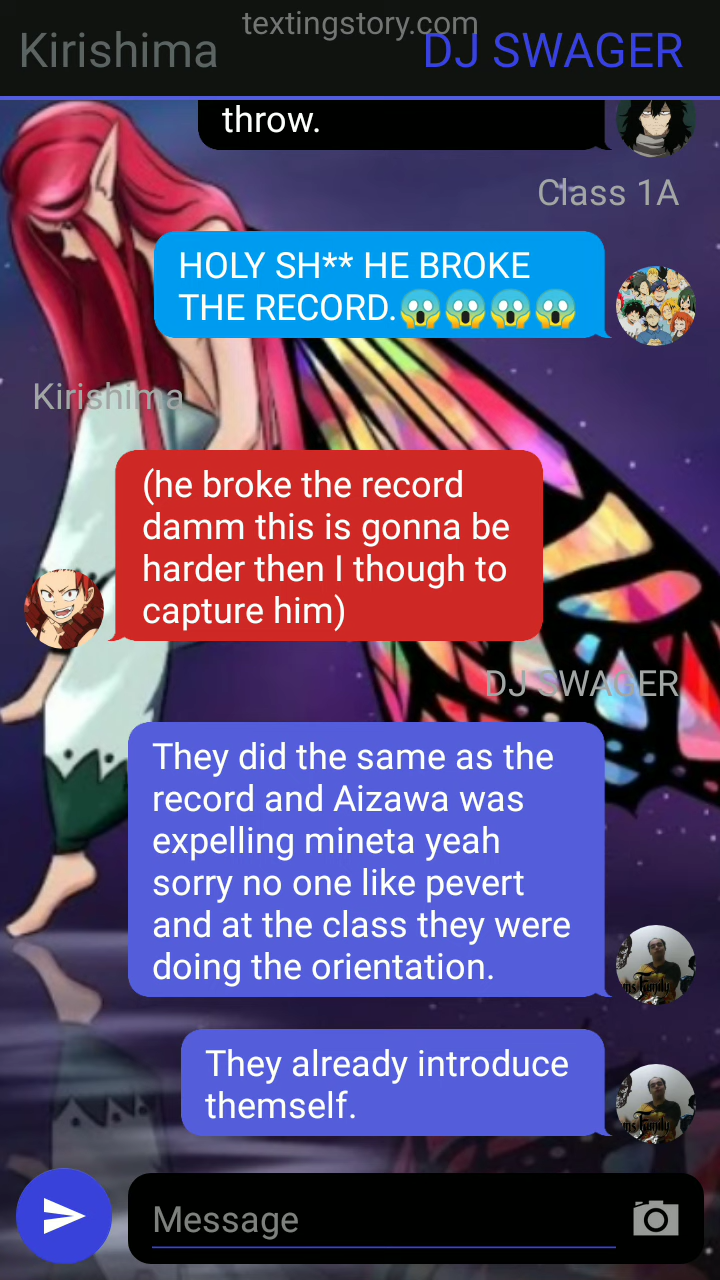 textingstory.com
Kirishima
DJ SWAGER
throw.
Class 1A
HOLY SH** HE BROKE
THE RECORD.😱😱😱😱
Kirishima
(he broke the record
damm this is gonna be
harder then I though to
capture him)
DJ SWAGER
They did the same as the
record and Aizawa was
expelling mineta yeah
sorry no one like pevert
and at the class they were
doing the orientation.
They already introduce
themself.
Message